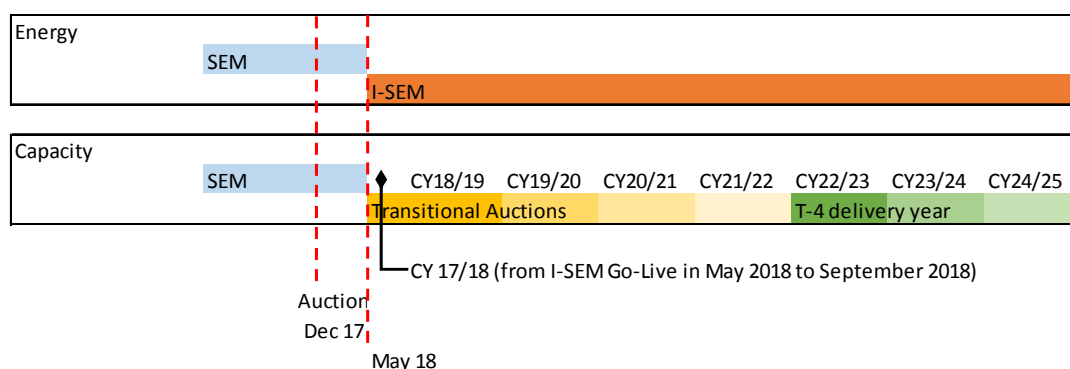 Energy
SEM
I-SEM
Capacity
SEM
CY18/19 CY19/20 CY20/21 CY21/22 CY22/23 CY23/24 CY24/25
Transitional Auctions
T-4 delivery year
CY 17/18 (from I-SEM Go-Live in May 2018 to September 2018)
Auction
Dec 17
May 18